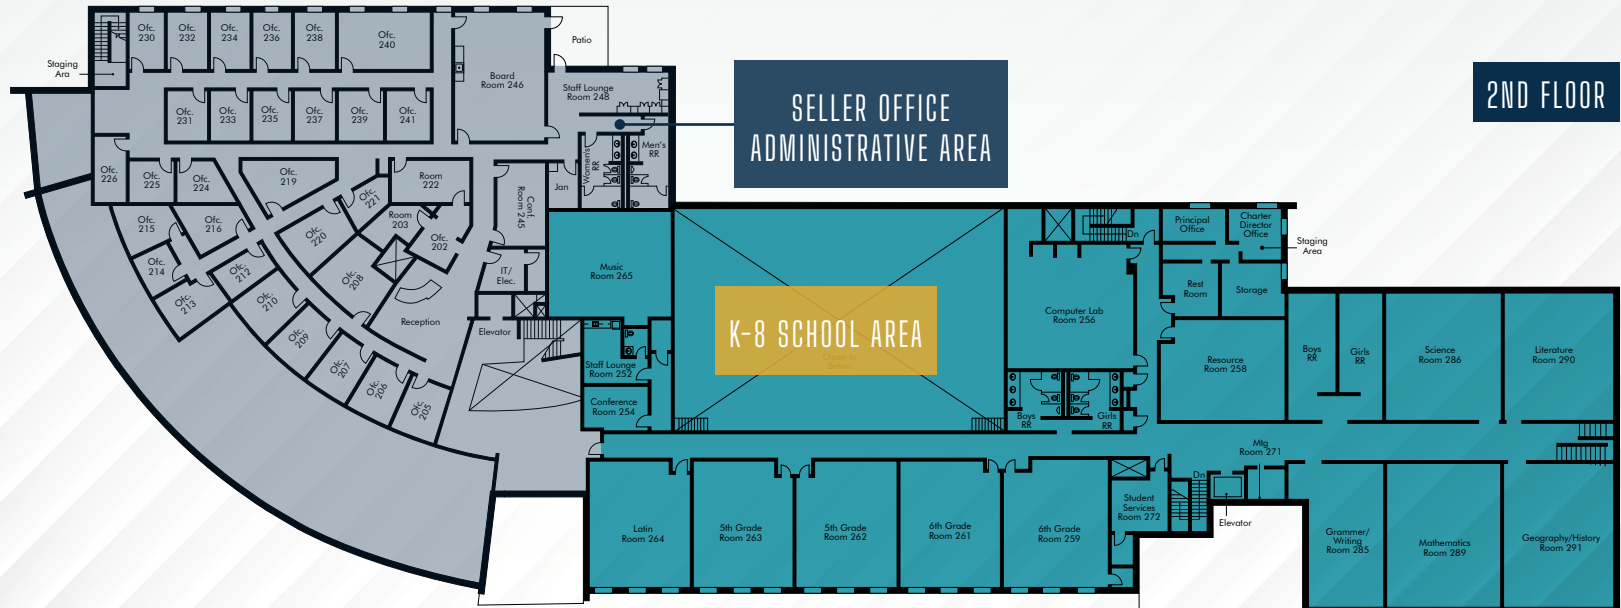 2ND FLOOR
SELLER OFFICE
ADMINISTRATIVE AREA
K-8 SCHOOL AREA
Open to
Below
Staging
Ara
Ofc.
230
Ofc.
232
Ofc.
234
Ofc.
236
Ofc.
238
Ofc.
240
Board
Room 246
Patio
Staff Lounge
Room 248
Ofc.
231
Ofc.
233
Ofc.
235
Ofc.
237
Ofc.
239
Ofc.
241
Women's
RR
Men's
RR
Jan
Ofc.
226
Ofc.
225
Ofc.
224
Ofc.
219
Ofc.
221
Room
222
Conf.
Room 245
Ofc.
215
Ofc.
216
Ofc.
220
Room
203
Ofc.
202
Ofc.
214
Ofc.
212
Ofc.
213
Ofc.
210
Ofc.
208
IT/
Elec.
Ofc.
209
Reception
Elevator
Ofc.
207
Ofc.
206
Ofc.
205
Music
Room 265
Staff Lounge
Room 252
Conference
Room 254
Dn
Principal
Office
Charter
Director
Office
Staging
Area
Rest
Room
Storage
Computer Lab
Room 256
Resource
Room 258
Boys
RR
Girls
RR
Boys
RR
Girls
RR
Science
Room 286
Literature
Room 290
Mtg
Room 271
Latin
Room 264
5th Grade
Room 263
5th Grade
Room 262
6th Grade
Room 261
6th Grade
Room 259
Student
Services
Room 272
Dn
Elevator
Grammer/
Writing
Room 285
Mathematics
Room 289
Geography/History
Room 291